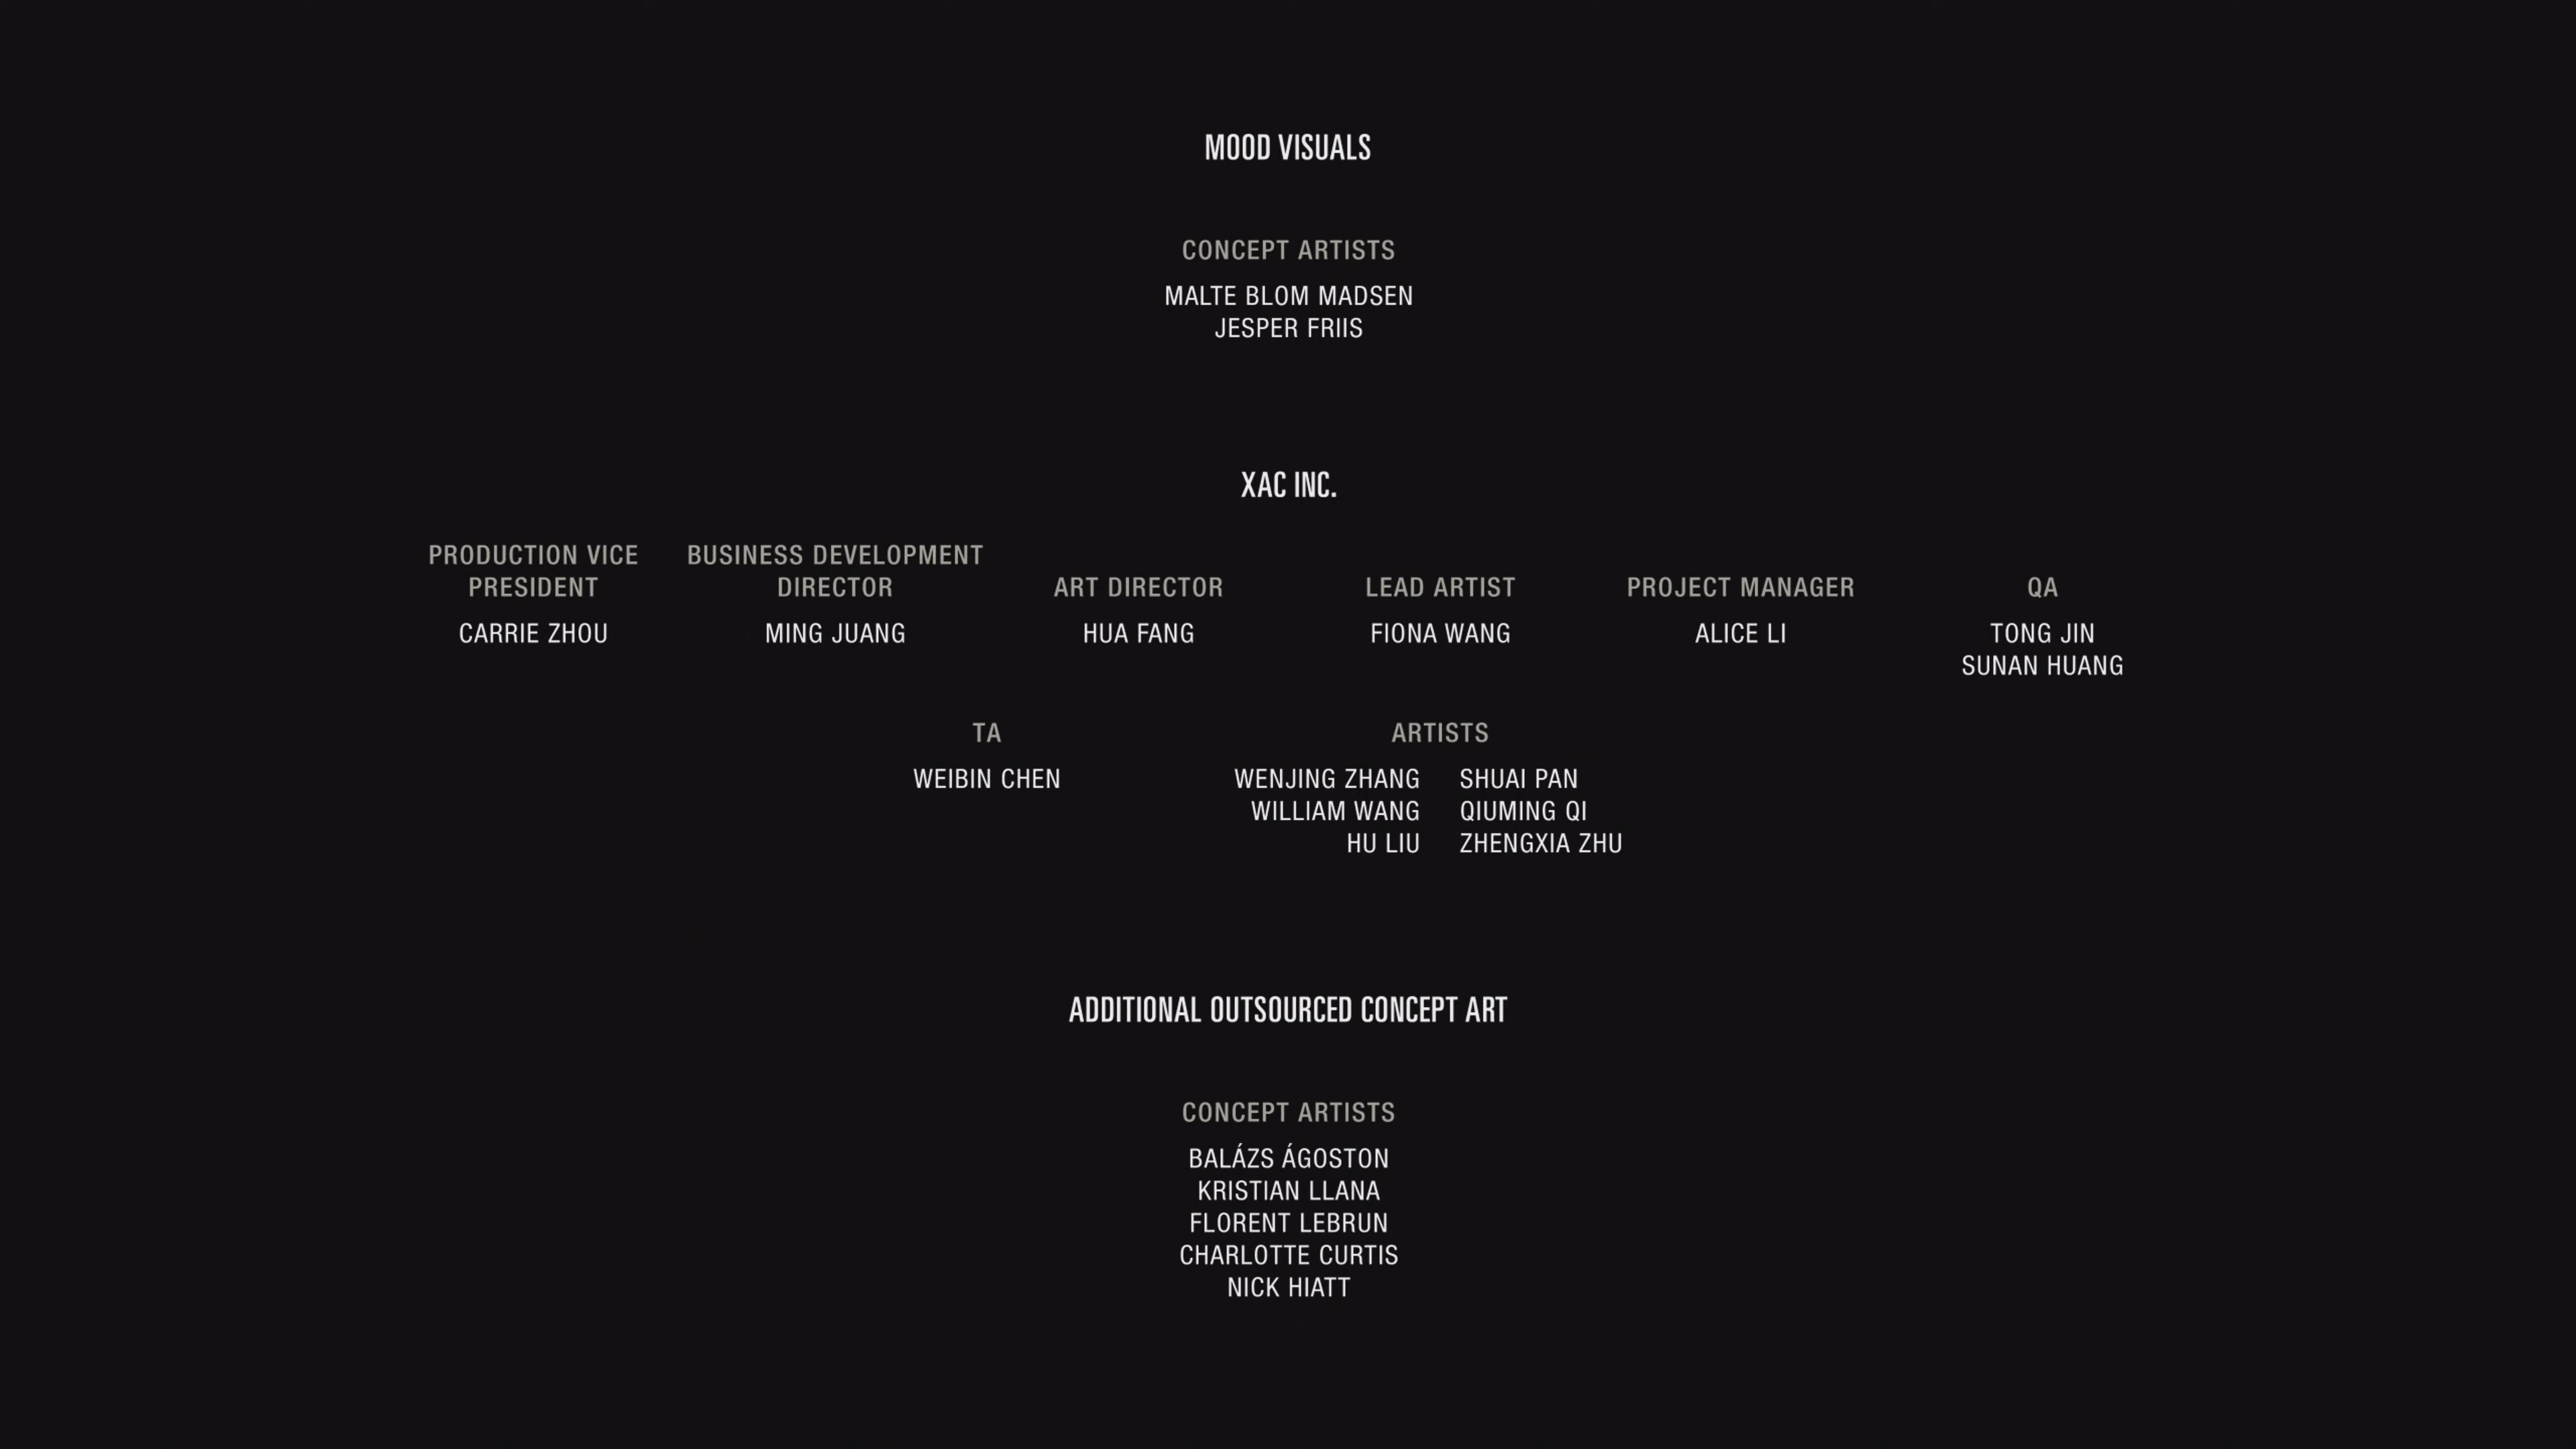 MOOD VISUALS
CONCEPT ARTISTS
MALTE BLOM MADSEN
JESPER FRIIS
XAC INC.
PRODUCTION VICE
PRESIDENT
CARRIE ZHOU
BUSINESS DEVELOPMENT
DIRECTOR
MING JUANG
ART DIRECTOR
HUA FANG
LEAD ARTIST
FIONA WANG
PROJECT MANAGER
ALICE LI
QA
TONG JIN
SUNAN HUANG
TA
WEIBIN CHEN
ARTISTS
WENJING ZHANG
WILLIAM WANG
HU LIU
SHUAI PAN
QIUMING QI
ZHENGXIA ZHU
ADDITIONAL OUTSOURCED CONCEPT ART
CONCEPT ARTISTS
BALÁZS ÁGOSTON
KRISTIAN LLANA
FLORENT LEBRUN
CHARLOTTE CURTIS
NICK HIATT